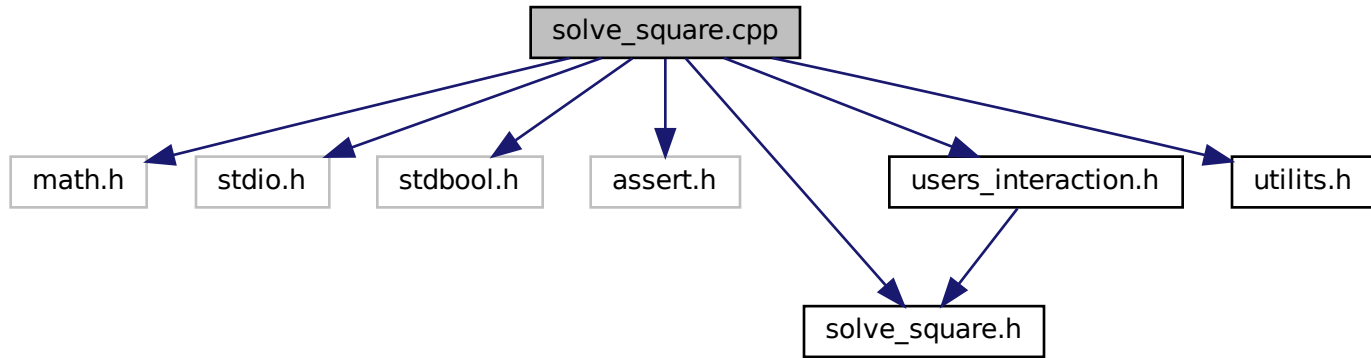 solve_square.cpp
math.h
stdio.h
stdbool.h
assert.h
users_interaction.h
utilits.h
solve_square.h